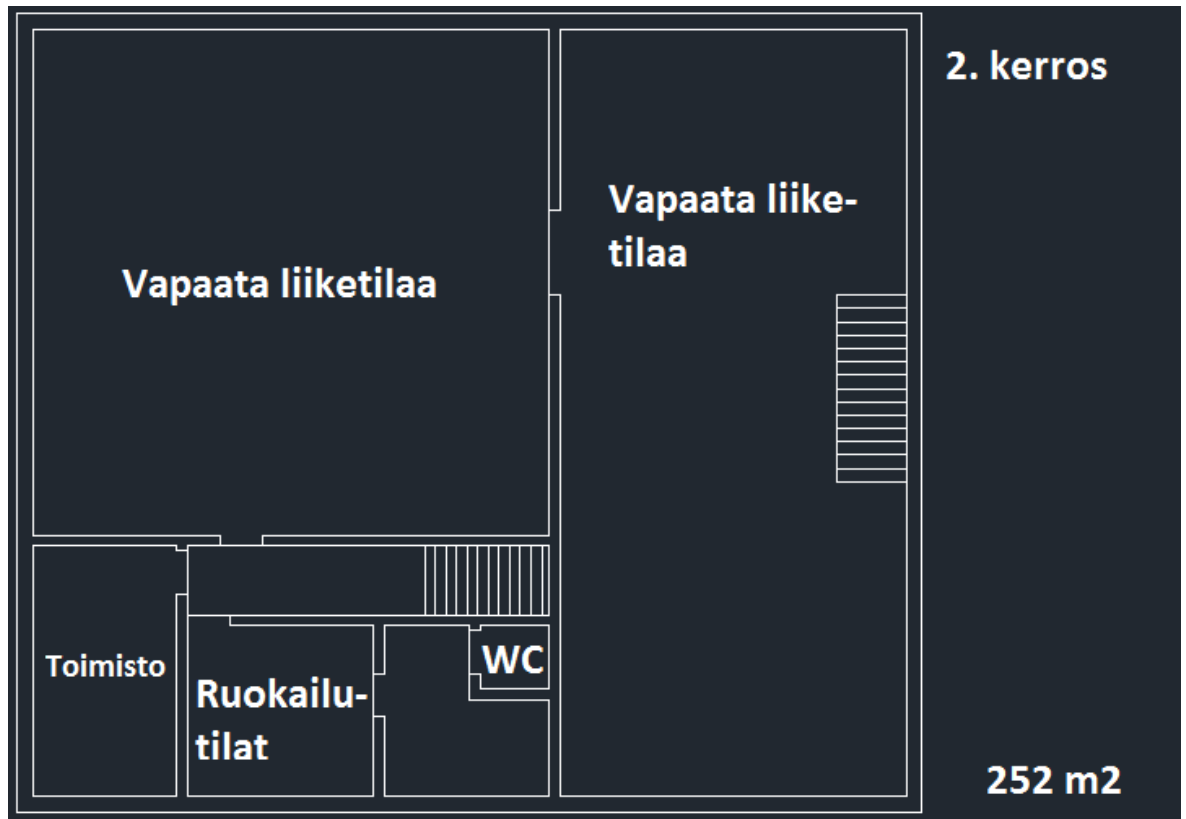 2. kerros
Vapaata liike-
tilaa
Vapaata liiketilaa
Toimisto
WC
Ruokailu-
tilat
252 m2